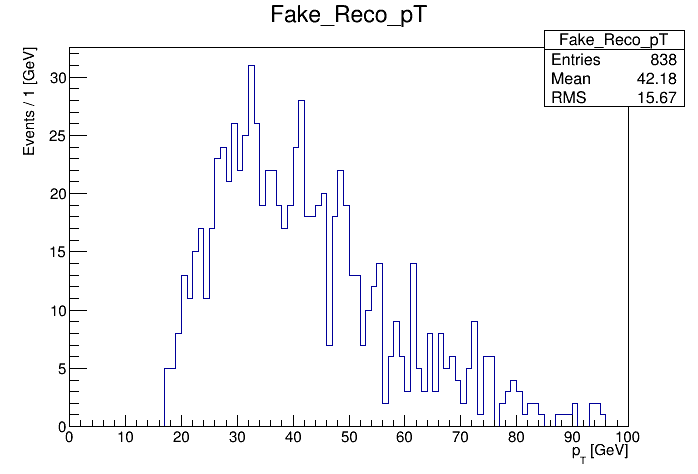 Fake_Reco_pT
Fake_Reco_pT
Entries 838
Mean 42.18
RMS 15.67
Events / 1 [GeV]
30
25
20
15
10
5
0
0 10 20 30 40 50 60 70 80 90 100
p_T [GeV]